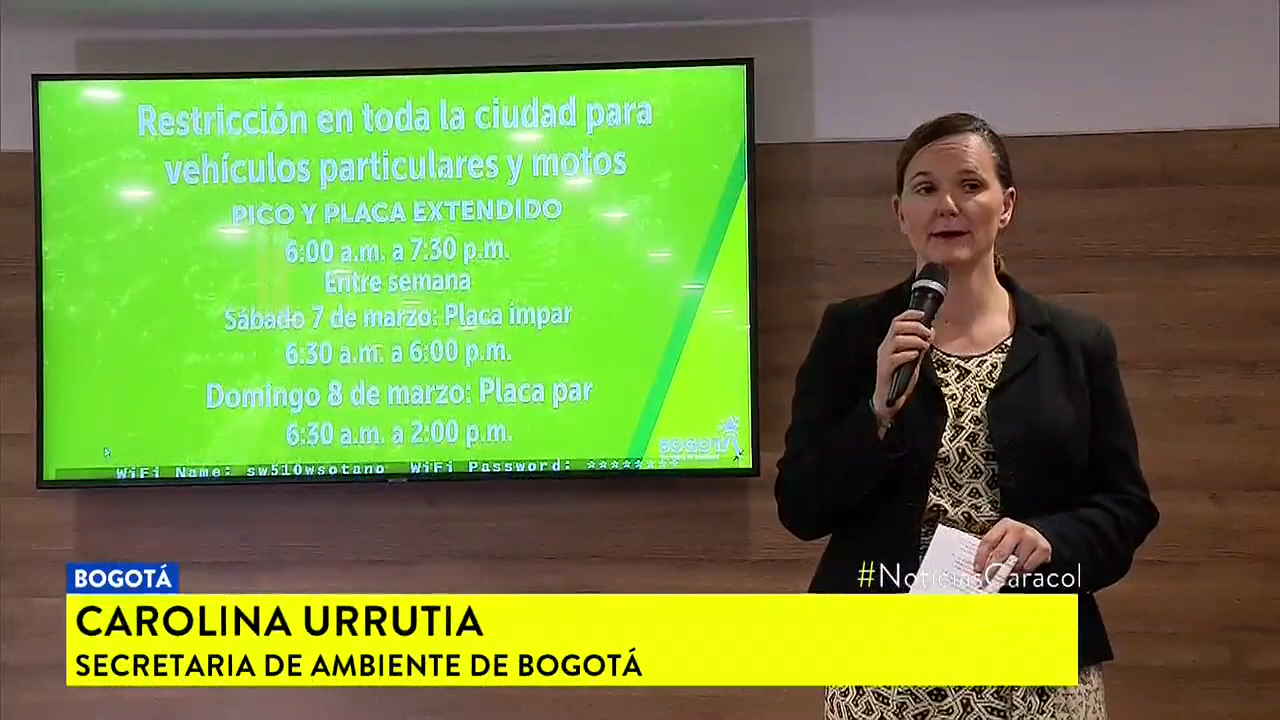 Restricción en toda la ciudad para
vehículos particulares y motos
PICO Y PLACA EXTENDIDO
6:00 a.m. a 7:30 p.m.
Entre semana
Sábado 7 de marzo: Placa impar
6:30 a.m. a 6:00 p.m.
Domingo 8 de marzo: Placa par
6:30 a.m. a 2:00 p.m.
BOGOTÁ
WiFi Name: sw510wsotano WiFi Password: ********
#NoticiasCaracol
BOGOTÁ
CAROLINA URRUTIA
SECRETARIA DE AMBIENTE DE BOGOTÁ